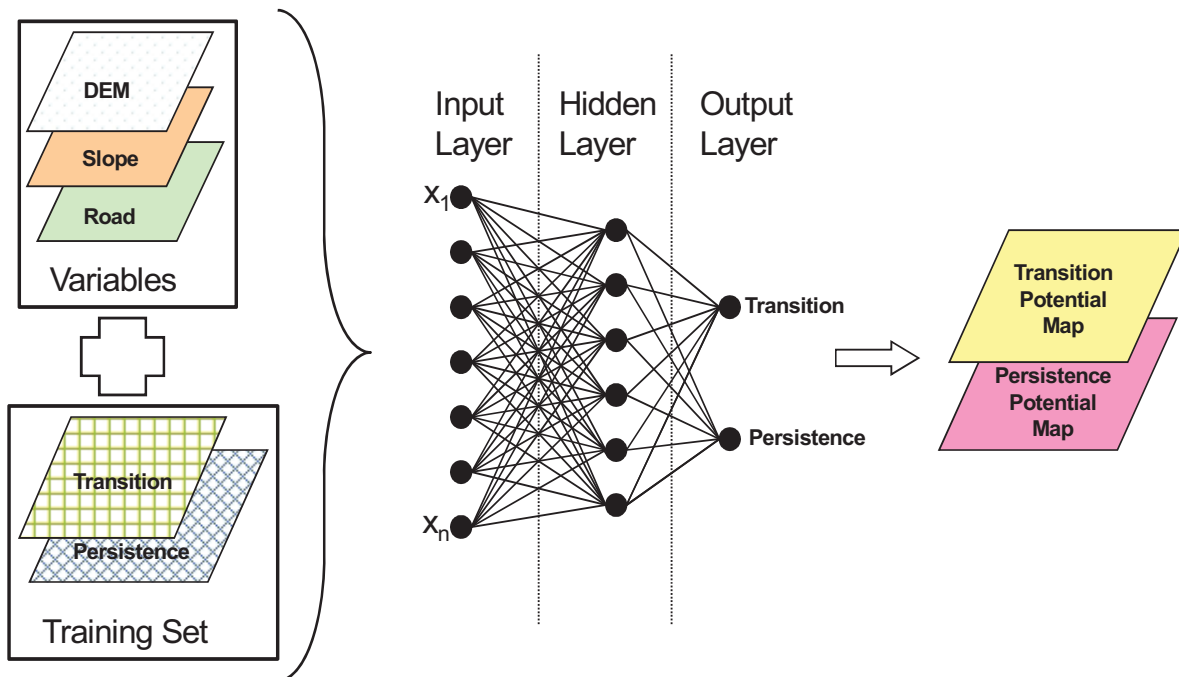 DEM
Slope
Road
Variables
Transition
Persistence
Training Set
Input
Layer
Hidden
Layer
Output
Layer
X1
Xn
Transition
Persistence
Transition
Potential
Map
Persistence
Potential
Map